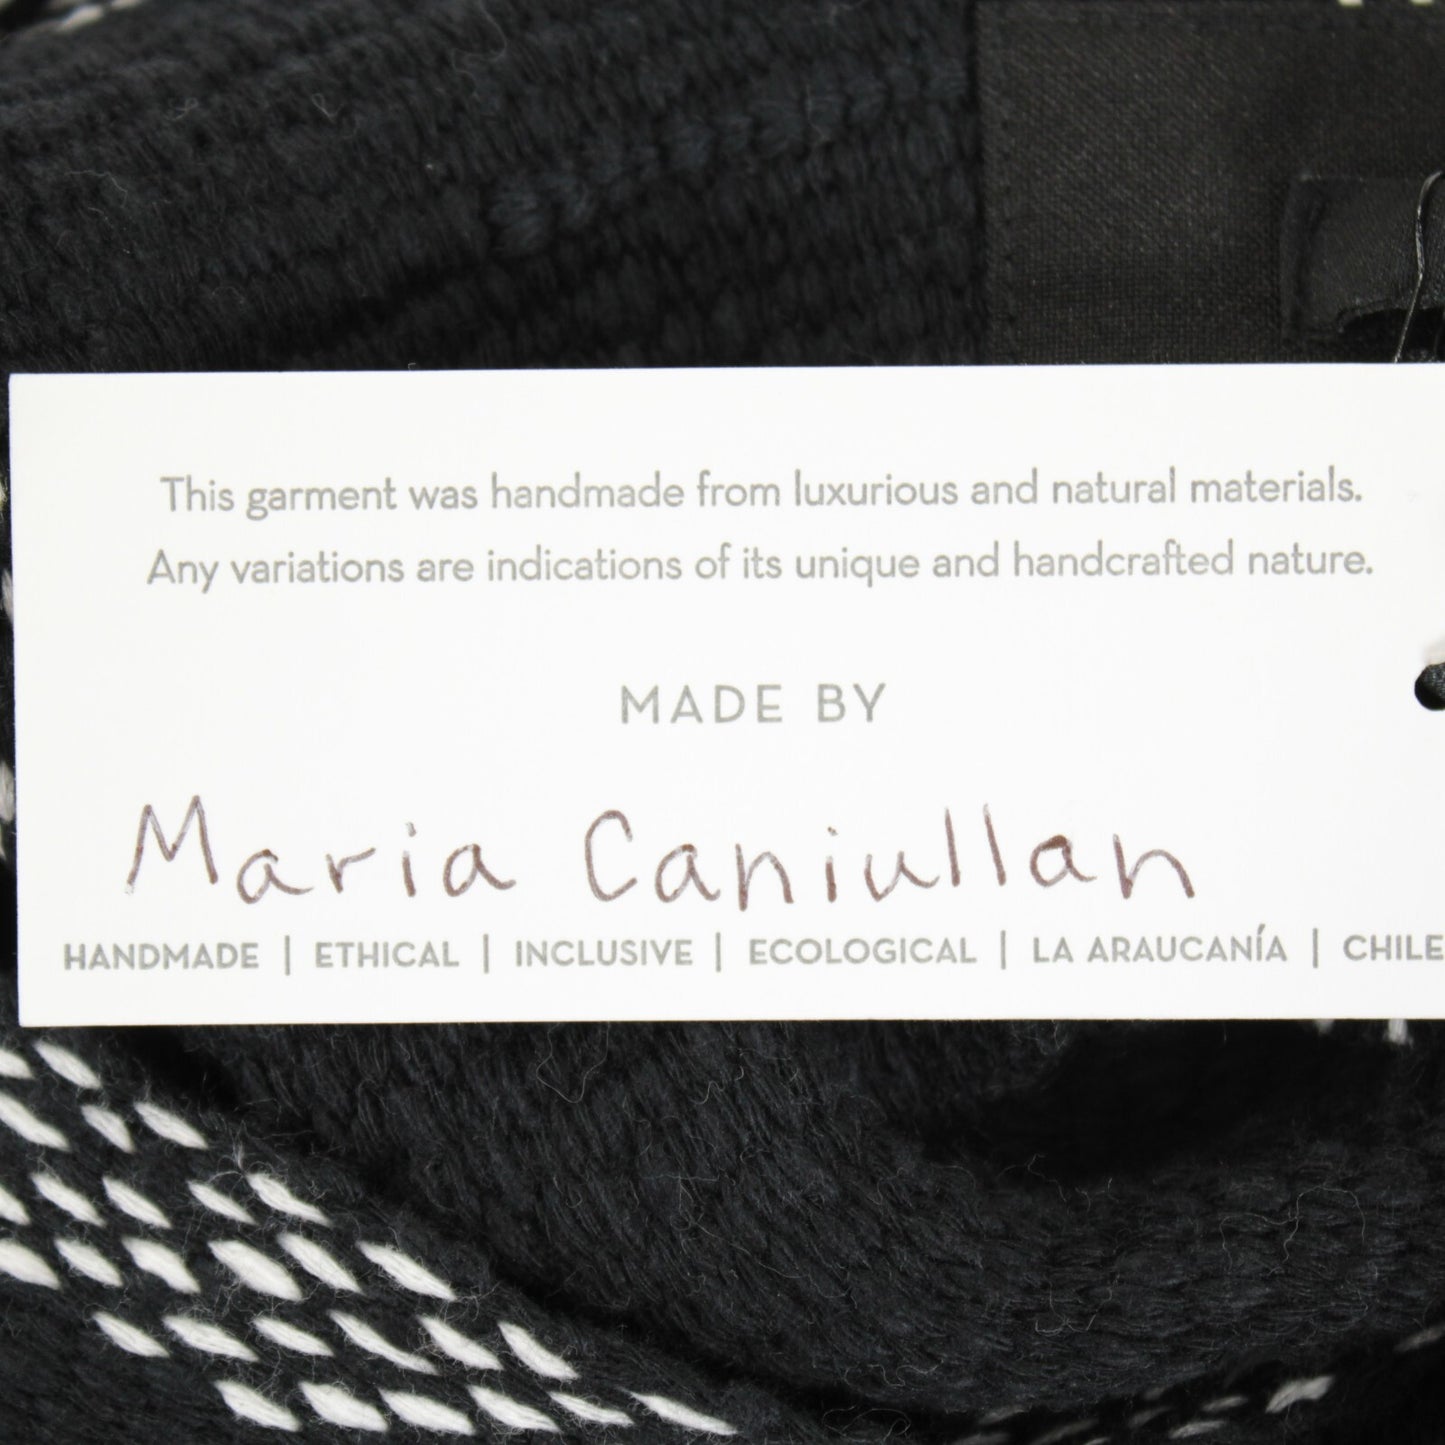 This garment was handmade from luxurious and natural materials.
Any variations are indications of its unique and handcrafted nature.
MADE BY
Maria Caniullan
HANDMADE | ETHICAL | INCLUSIVE | ECOLOGICAL | LA ARAUCANÍA | CHILE